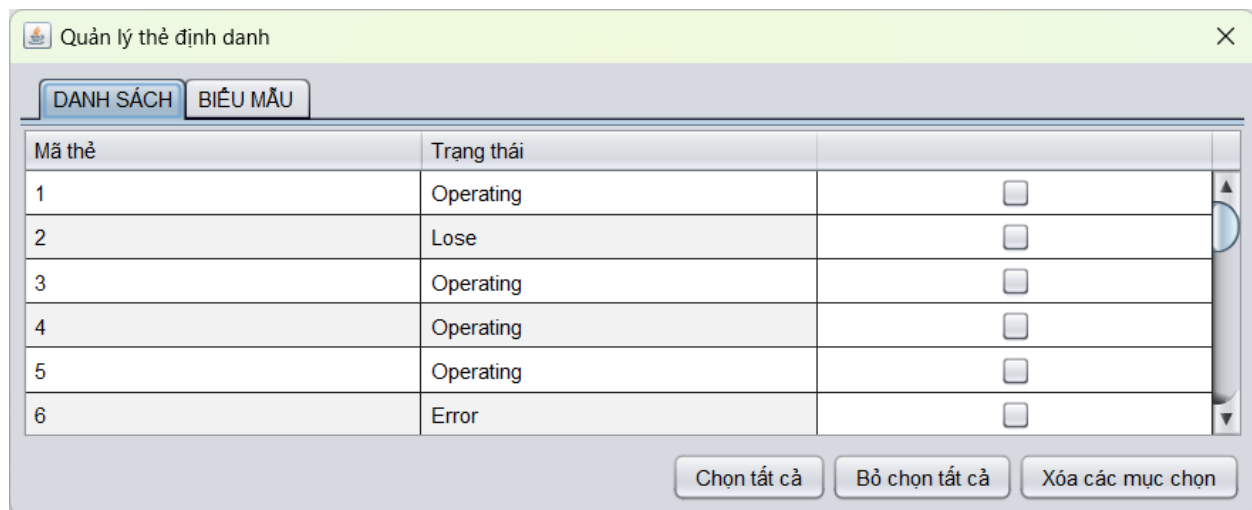 Quản lý thẻ định danh
DANH SÁCH BIỂU MẪU
Mã thẻ Trạng thái
1 Operating
2 Lose
3 Operating
4 Operating
5 Operating
6 Error
Chọn tất cả Bỏ chọn tất cả Xóa các mục chọn